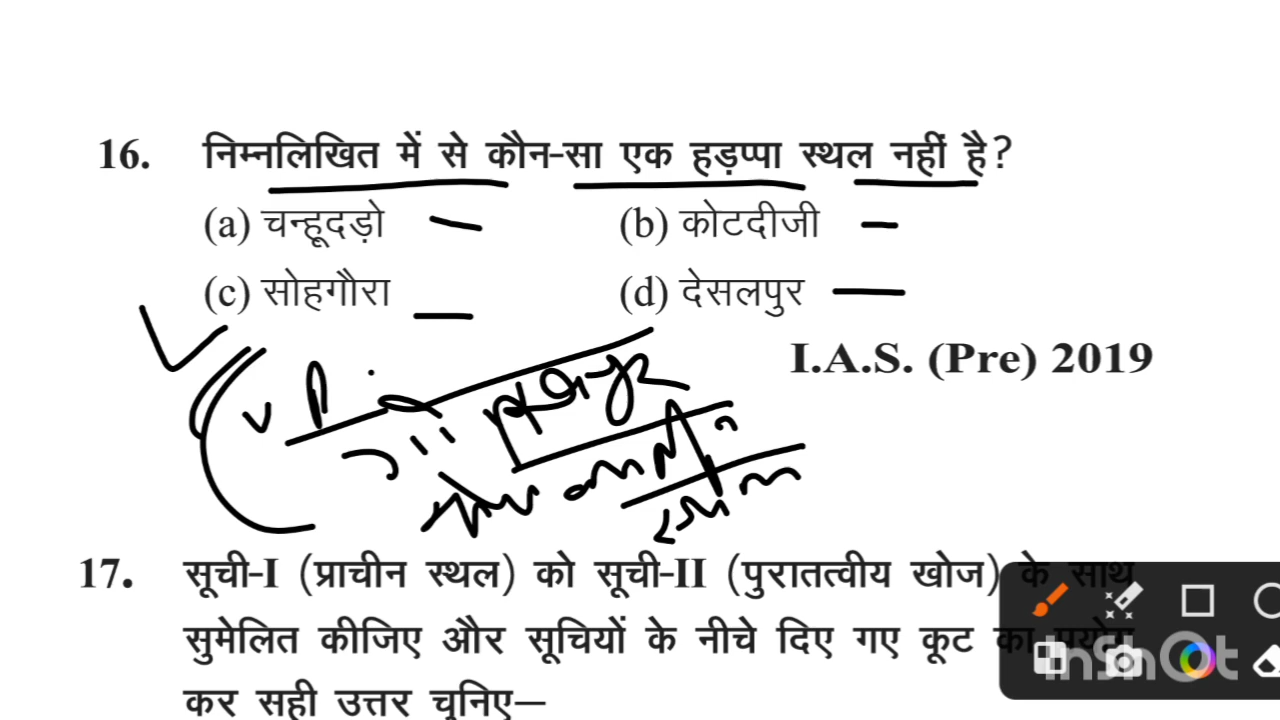 16. निम्नलिखित में से कौन-सा एक हड़प्पा स्थल नहीं है?
(a) चन्हूदड़ो (b) कोटदीजी
(c) सोहगौरा (d) देसलपुर
I.A.S. (Pre) 2019
17. सूची-I (प्राचीन स्थल) को सूची-II (पुरातत्वीय खोज) के साथ
सुमेलित कीजिए और सूचियों के नीचे दिए गए कूट का प्रयोग
कर सही उत्तर चुनिए–
InShOt